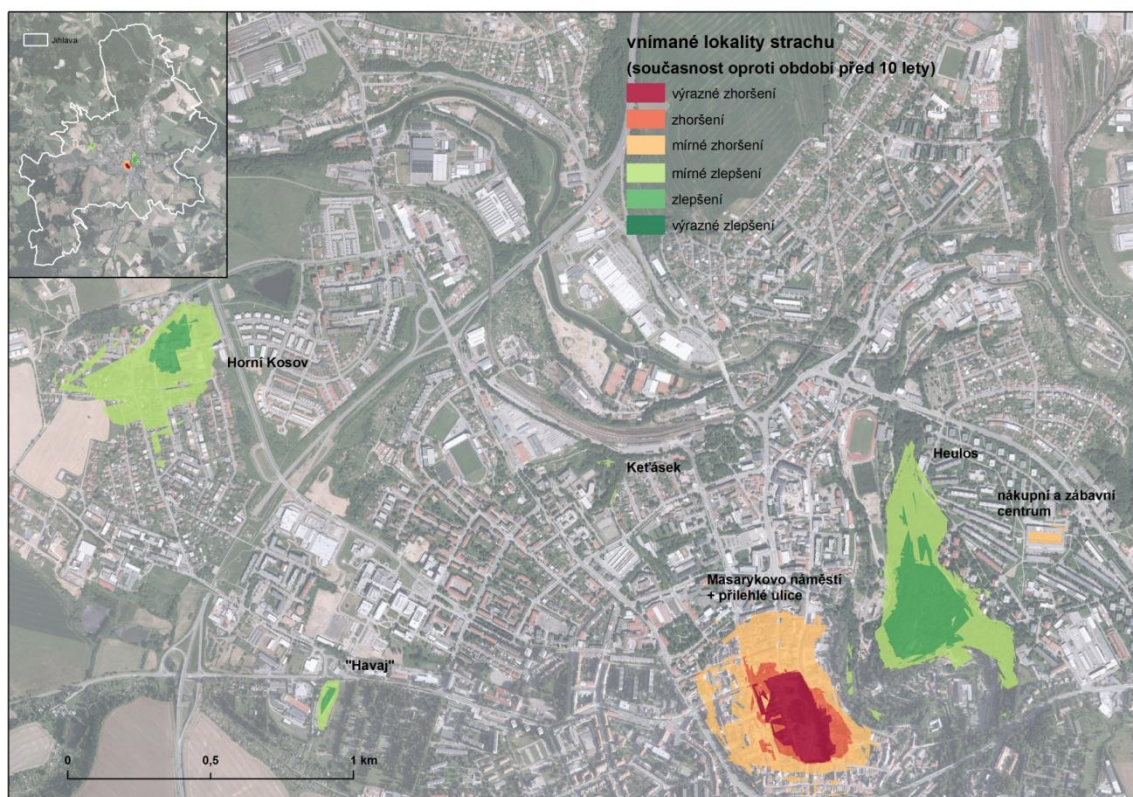 Jihlava
vnímané lokality strachu
(současnost oproti období před 10 lety)
výrazné zhoršení
zhoršení
mírné zhoršení
mírné zlepšení
zlepšení
výrazné zlepšení
Horní Kosov
Keťásek
Heulos
nákupní a zábavní
centrum
Masarykovo náměstí
+ přilehlé ulice
"Havaj"
0
0,5
1 km